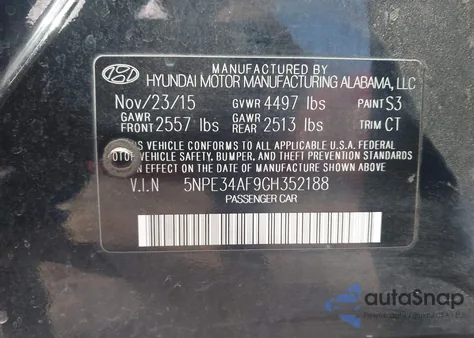 MANUFACTURED BY
HYUNDAI MOTOR MANUFACTURING ALABAMA, LLC
Nov/23/15 GVWR 4497 lbs PAINT S3
GAWR FRONT 2557 lbs GAWR REAR 2513 lbs TRIM CT
THIS VEHICLE CONFORMS TO ALL APPLICABLE U.S.A. FEDERAL
MOTOR VEHICLE SAFETY, BUMPER, AND THEFT PREVENTION STANDARDS
IN EFFECT ON THE DATE OF MANUFACTURE SHOWN ABOVE.
V.I.N 5NPE34AF9GH352188
PASSENGER CAR
autoSnap